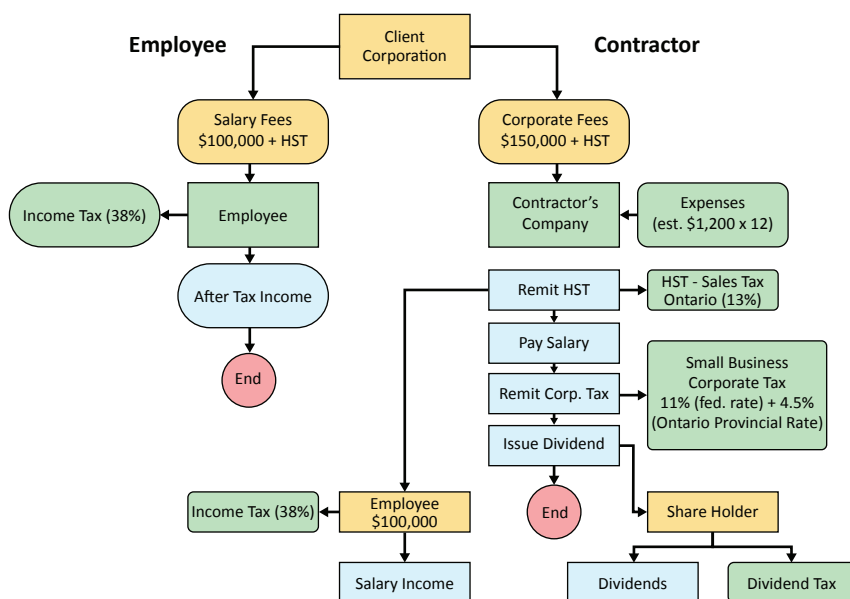 Employee
Client
Corporation
Contractor
Salary Fees
$100,000 + HST
Corporate Fees
$150,000 + HST
Income Tax (38%)
Employee
Contractor's
Company
Expenses
(est. $1,200 x 12)
After Tax Income
End
Remit HST
HST - Sales Tax
Ontario (13%)
Pay Salary
Remit Corp. Tax
Small Business
Corporate Tax
11% (fed. rate) + 4.5%
(Ontario Provincial Rate)
Issue Dividend
Income Tax (38%)
Employee
$100,000
End
Share Holder
Salary Income
Dividends
Dividend Tax